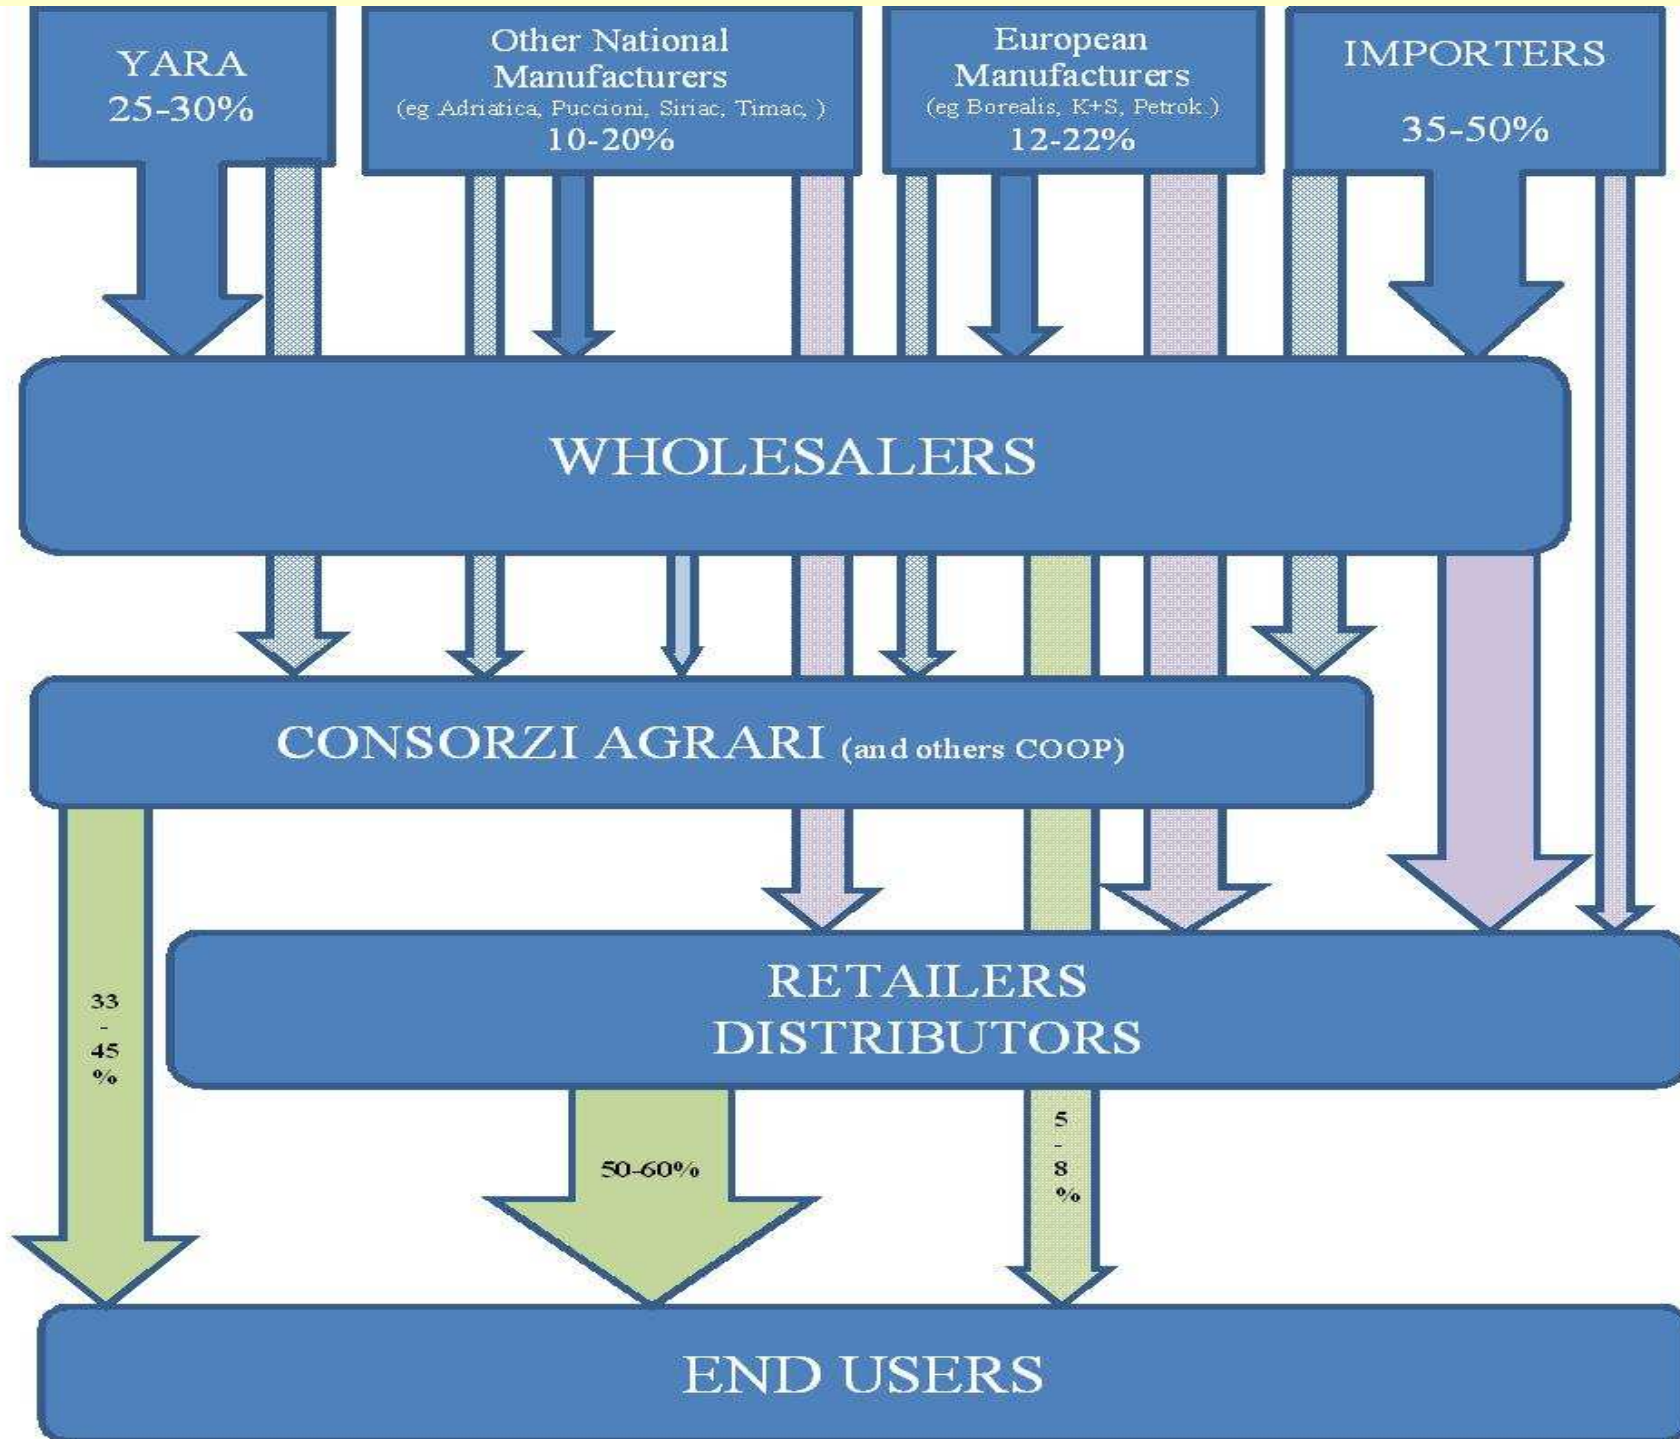 YARA
25-30%
Other National
Manufacturers
(eg Adriatica, Puccioni, Siriac, Timac, )
10-20%
European
Manufacturers
(eg Borealis, K+S, Petrok.)
12-22%
IMPORTERS
35-50%
WHOLESALERS
CONSORZI AGRARI (and others COOP)
RETAILERS
DISTRIBUTORS
33
-
45
%
50-60%
5
-
8
%
END USERS